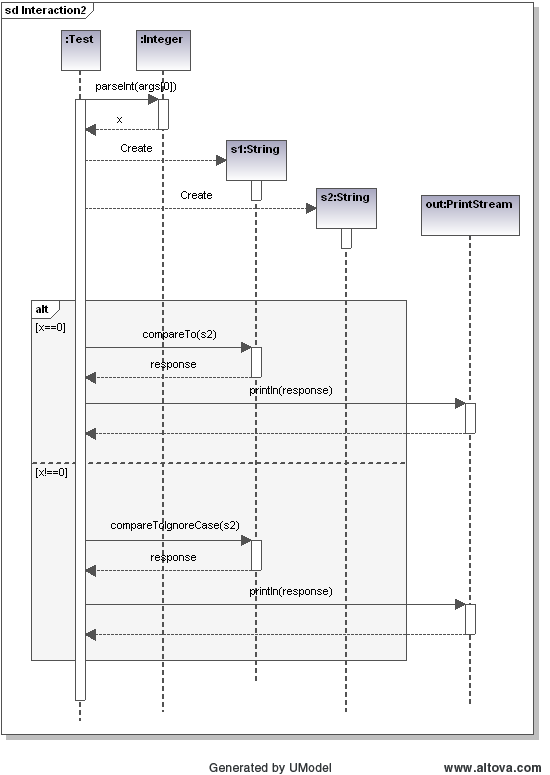 sd Interaction2
:Test
:Integer
parseInt(args[0])
x
Create
s1:String
Create
s2:String
out:PrintStream
alt
[x==0]
compareTo(s2)
response
println(response)
[x!==0]
compareToIgnoreCase(s2)
response
println(response)
Generated by UModel
www.altova.com